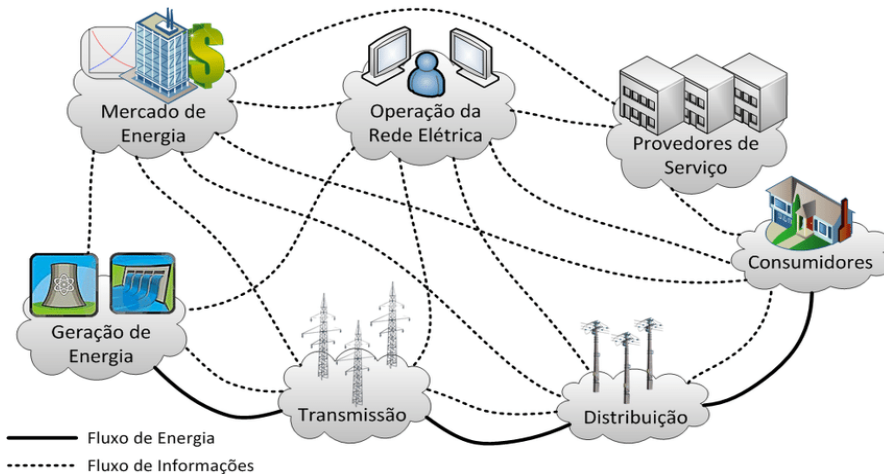 Mercado de
Energia
Operação da
Rede Elétrica
Provedores de
Serviço
Consumidores
Geração de
Energia
Transmissão
Distribuição
Fluxo de Energia
Fluxo de Informações